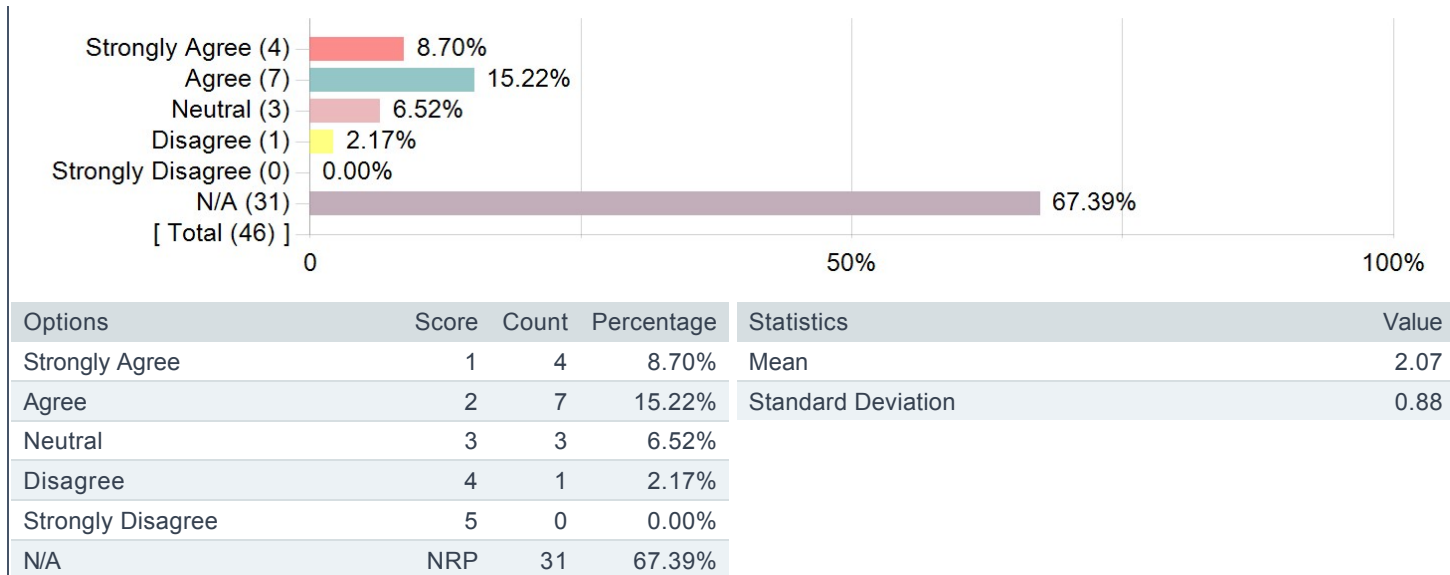 Strongly Agree (4) 8.70%
Agree (7) 15.22%
Neutral (3) 6.52%
Disagree (1) 2.17%
Strongly Disagree (0) 0.00%
N/A (31) 67.39%
[ Total (46) ]
0 50% 100%
Options Score Count Percentage
Strongly Agree 1 4 8.70%
Agree 2 7 15.22%
Neutral 3 3 6.52%
Disagree 4 1 2.17%
Strongly Disagree 5 0 0.00%
N/A NRP 31 67.39%
Statistics Value
Mean 2.07
Standard Deviation 0.88